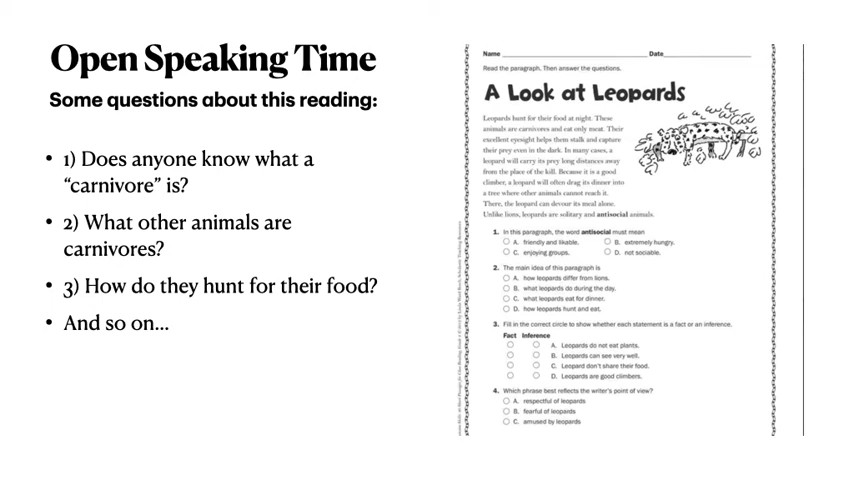 Open Speaking Time
Some questions about this reading:
• 1) Does anyone know what a
“carnivore” is?
• 2) What other animals are
carnivores?
• 3) How do they hunt for their food?
• And so on...
Name Date
Read the paragraph. Then answer the questions.
A Look at Leopards
Leopards hunt for their food at night. These
animals are carnivores and eat only meat. Their
excellent eyesight helps them stalk and capture
their prey even in the dark. In many cases, a
leopard will carry its prey long distances away
from the place of the kill. Because it is a good
climber, a leopard will often drag its dinner into
a tree where other animals cannot reach it.
There, the leopard can devour its meal alone.
Unlike lions, leopards are solitary and antisocial animals.
1. In this paragraph, the word antisocial must mean
A. friendly and likable. B. extremely hungry.
C. enjoying groups. D. not sociable.
2. The main idea of this paragraph is
A. how leopards differ from lions.
B. what leopards do during the day.
C. what leopards eat for dinner.
D. how leopards hunt and eat.
3. Fill in the correct circle to show whether each statement is a fact or an inference.
Fact Inference
A. Leopards do not eat plants.
B. Leopards can see very well.
C. Leopard don't share their food.
D. Leopards are good climbers.
4. Which phrase best reflects the writer's point of view?
A. respectful of leopards
B. fearful of leopards
C. amused by leopards